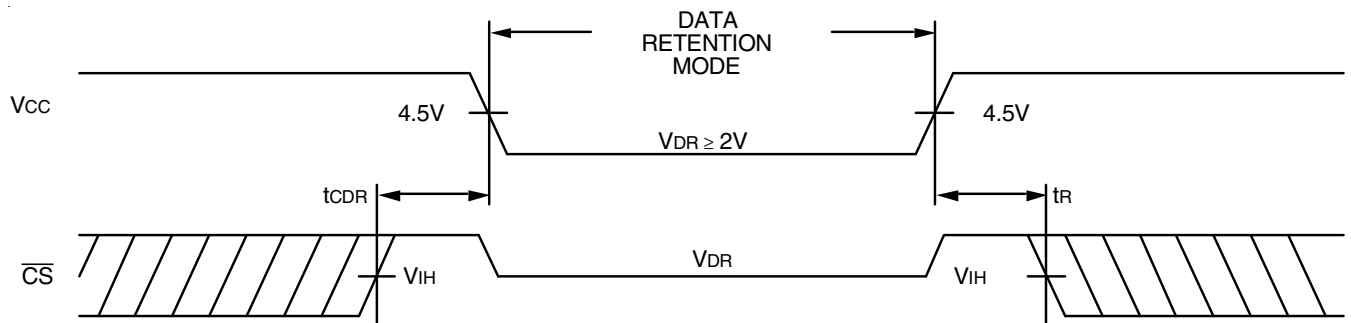 DATA
RETENTION
MODE
VCC
4.5V
4.5V
VDR ≥ 2V
tCDR
tR
CS
VIH
VDR
VIH